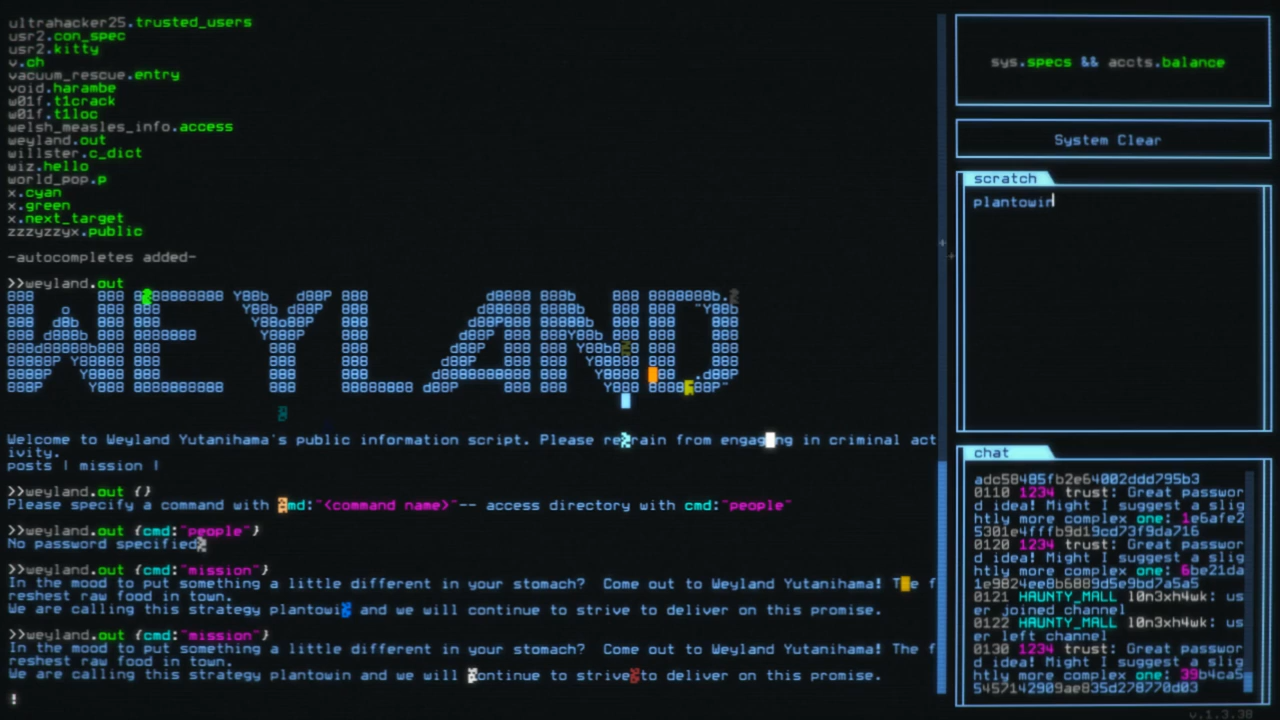 ultrahacker25.trusted_users
usr2.con_spec
usr2.kitty
v.ch
vacuum_rescue.entry
void.harambe
w01f.t1crack
w01f.t1loc
welsh_measles_info.access
weyland.out
willster.c_dict
wiz.hello
world_pop.p
x.cyan
x.green
x.next_target
zzzyzzyx.public
-autocompletes added-
>>weyland.out
WEYLAND
Welcome to Weyland Yutanihama's public information script. Please refrain from engaging in criminal act
ivity.
posts | mission |
>>weyland.out {}
Please specify a command with cmd:"<command name>"-- access directory with cmd:"people"
>>weyland.out {cmd:"people"}
No password specified
>>weyland.out {cmd:"mission"}
In the mood to put something a little different in your stomach?  Come out to Weyland Yutanihama! The f
reshest raw food in town.
We are calling this strategy plantowin and we will continue to strive to deliver on this promise.
>>weyland.out {cmd:"mission"}
In the mood to put something a little different in your stomach?  Come out to Weyland Yutanihama! The f
reshest raw food in town.
We are calling this strategy plantowin and we will continue to strive to deliver on this promise.
sys.specs && accts.balance
System Clear
scratch
plantowin
chat
adc58485fb2e64002ddd795b3
0110 1234 trust: Great passwor
d idea! Might I suggest a slig
htly more complex one: 1e6afe2
5301e4fffb9d19cd73f9da716
0120 1234 trust: Great passwor
d idea! Might I suggest a slig
htly more complex one: 6be21da
1e9824ee8b6889d5e9bd7a5a5
0121 HAUNTY_MALL l0n3xh4wk: us
er joined channel
0122 HAUNTY_MALL l0n3xh4wk: us
er left channel
0130 1234 trust: Great passwor
d idea! Might I suggest a slig
htly more complex one: 39b4ca5
5457142909ae835d278770d03
v.1.3.38